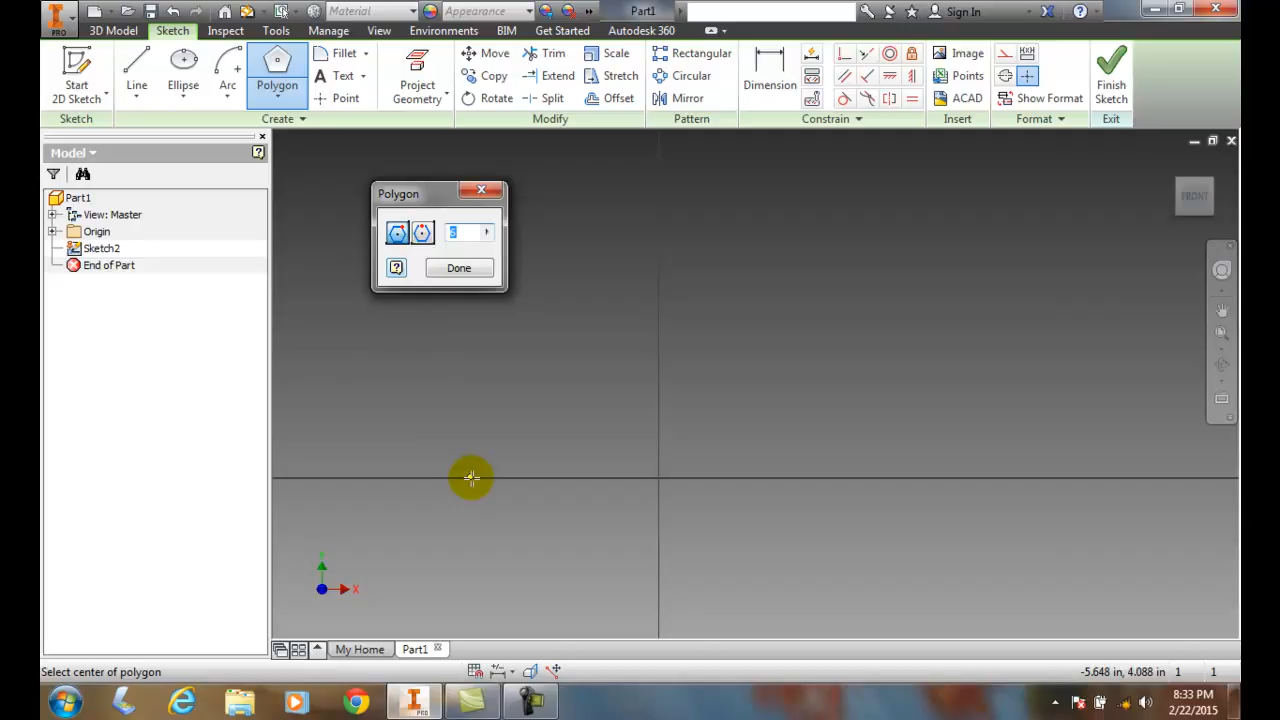 Material
Appearance
Part1
Sign In
PRO
3D Model
Sketch
Inspect
Tools
Manage
View
Environments
BIM
Get Started
Autodesk 360
Start
2D Sketch
Line
Ellipse
Arc
Polygon
Fillet
Text
Point
Project
Geometry
Move
Copy
Rotate
Trim
Extend
Split
Scale
Stretch
Offset
Rectangular
Circular
Mirror
Dimension
Image
Points
ACAD
Show Format
Finish
Sketch
Sketch
Create
Modify
Pattern
Constrain
Insert
Format
Exit
Model
Part1
View: Master
Origin
Sketch2
End of Part
Polygon
6
Done
FRONT
X
My Home
Part1
Select center of polygon
-5.648 in, 4.088 in
1
1
PRO
8:33 PM
2/22/2015